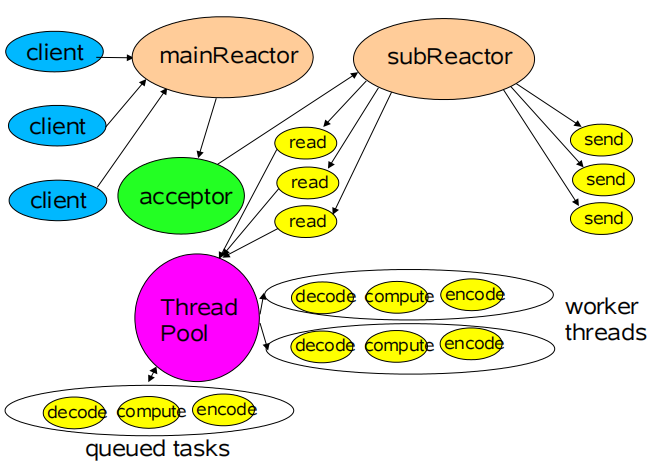 client
mainReactor
subReactor
client
read
send
client
acceptor
read
send
read
send
Thread
Pool
decode
compute
encode
worker
threads
decode
compute
encode
decode
compute
encode
queued tasks